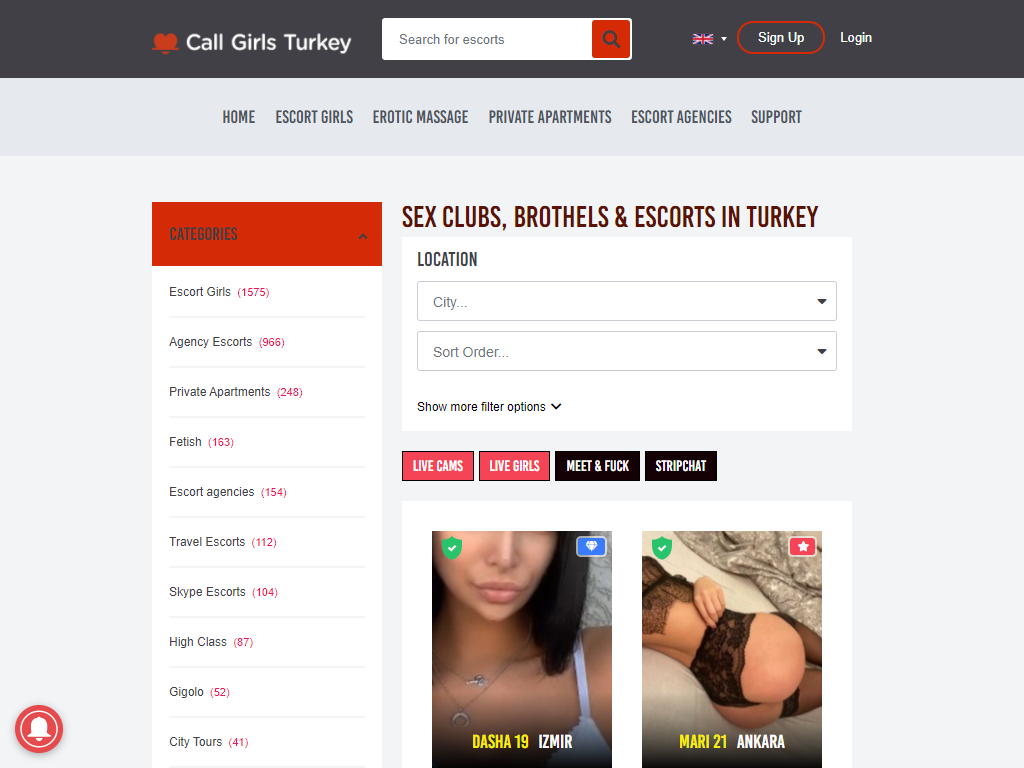 Call Girls Turkey
Search for escorts
Sign Up
Login
HOME
ESCORT GIRLS
EROTIC MASSAGE
PRIVATE APARTMENTS
ESCORT AGENCIES
SUPPORT
CATEGORIES
Escort Girls (1575)
Agency Escorts (966)
Private Apartments (248)
Fetish (163)
Escort agencies (154)
Travel Escorts (112)
Skype Escorts (104)
High Class (87)
Gigolo (52)
City Tours (41)
SEX CLUBS, BROTHELS & ESCORTS IN TURKEY
LOCATION
City...
Sort Order...
Show more filter options
LIVE CAMS
LIVE GIRLS
MEET & FUCK
STRIPCHAT
DASHA 19 IZMIR
MARI 21 ANKARA